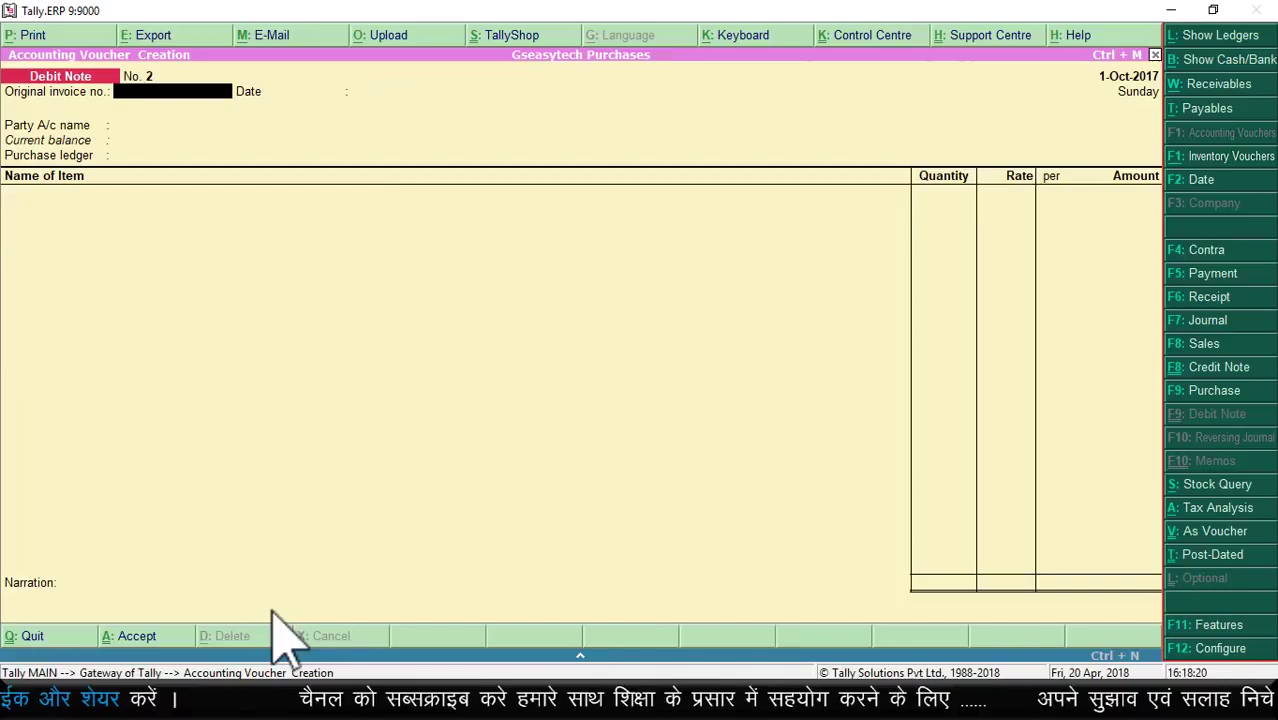 Tally.ERP 9:9000
P: Print E: Export M: E-Mail O: Upload S: TallyShop G: Language K: Keyboard K: Control Centre H: Support Centre H: Help
Accounting Voucher Creation Gseasytech Purchases Ctrl + M
Debit Note No. 2 1-Oct-2017
Original invoice no.: Date : Sunday
Party A/c name :
Current balance :
Purchase ledger :
Name of Item Quantity Rate per Amount
Narration:
Q: Quit A: Accept D: Delete X: Cancel
Ctrl + N
L: Show Ledgers
B: Show Cash/Bank
W: Receivables
T: Payables
F1: Accounting Vouchers
F1: Inventory Vouchers
F2: Date
F3: Company
F4: Contra
F5: Payment
F6: Receipt
F7: Journal
F8: Sales
F8: Credit Note
F9: Purchase
F9: Debit Note
F10: Reversing Journal
F10: Memos
S: Stock Query
A: Tax Analysis
V: As Voucher
T: Post-Dated
L: Optional
F11: Features
F12: Configure
Tally MAIN --> Gateway of Tally --> Accounting Voucher Creation © Tally Solutions Pvt Ltd., 1988-2018 Fri, 20 Apr, 2018 16:18:20
ईक और शेयर करें । चैनल को सब्सक्राइब करे हमारे साथ शिक्षा के प्रसार में सहयोग करने के लिए ...... अपने सुझाव एवं सलाह निचे